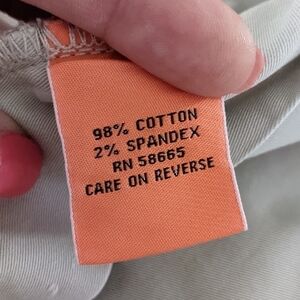 98% COTTON
2% SPANDEX
RN 58665
CARE ON REVERSE